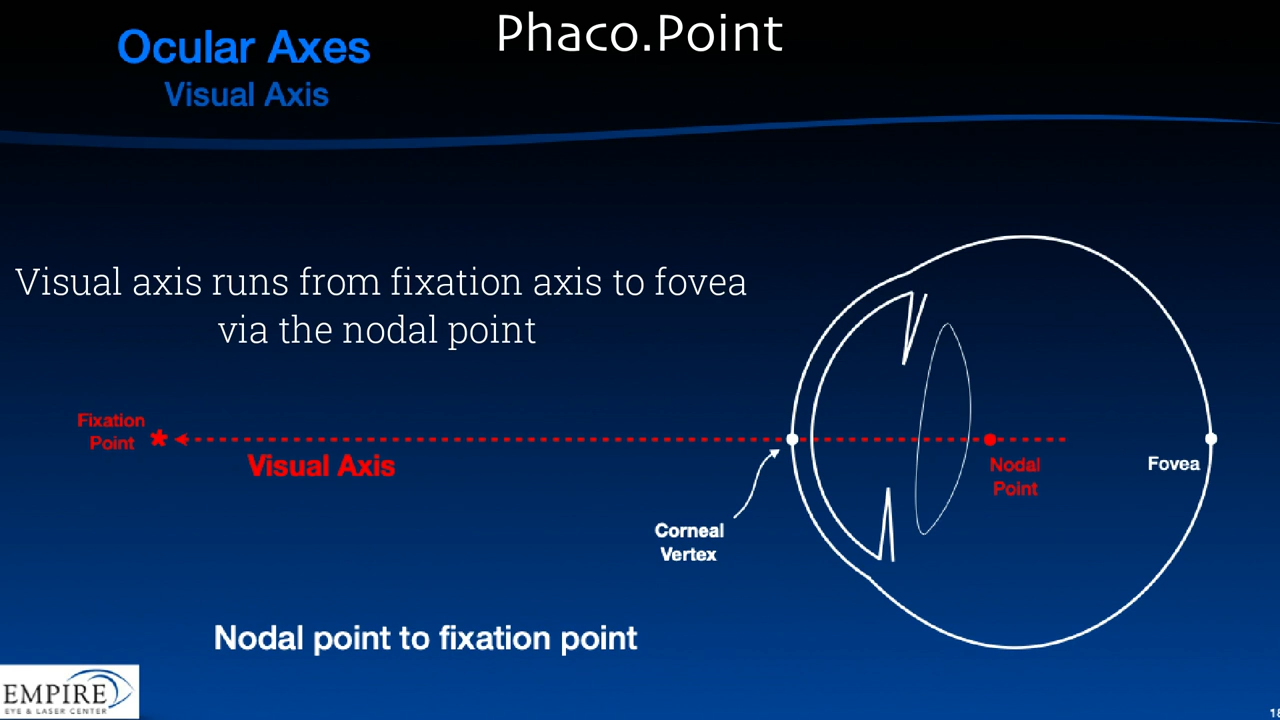 Phaco.Point
Ocular Axes
Visual Axis
Visual axis runs from fixation axis to fovea
via the nodal point
Fixation
Point
*
Visual Axis
Nodal
Point
Fovea
Corneal
Vertex
Nodal point to fixation point
EMPIRE
EYE & LASER CENTER